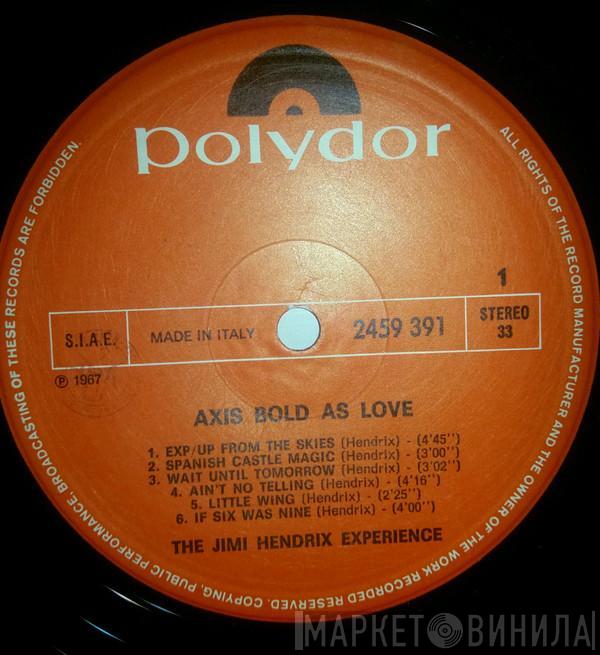 polydor
ALL RIGHTS OF THE RECORD MANUFACTURER AND THE OWNER OF THE WORK RECORDED RESERVED. COPYING, PUBLIC PERFORMANCE, BROADCASTING OF THESE RECORDS ARE FORBIDDEN.
1
S.I.A.E. MADE IN ITALY 2459 391 STEREO
33
℗ 1967
AXIS BOLD AS LOVE
1. EXP/UP FROM THE SKIES (Hendrix) - (4'45'')
2. SPANISH CASTLE MAGIC (Hendrix) - (3'00'')
3. WAIT UNTIL TOMORROW (Hendrix) - (3'02'')
4. AIN'T NO TELLING (Hendrix) - (4'16'')
5. LITTLE WING (Hendrix) - (2'25'')
6. IF SIX WAS NINE (Hendrix) - (4'00'')
THE JIMI HENDRIX EXPERIENCE
МАРКЕТ ВИНИЛА